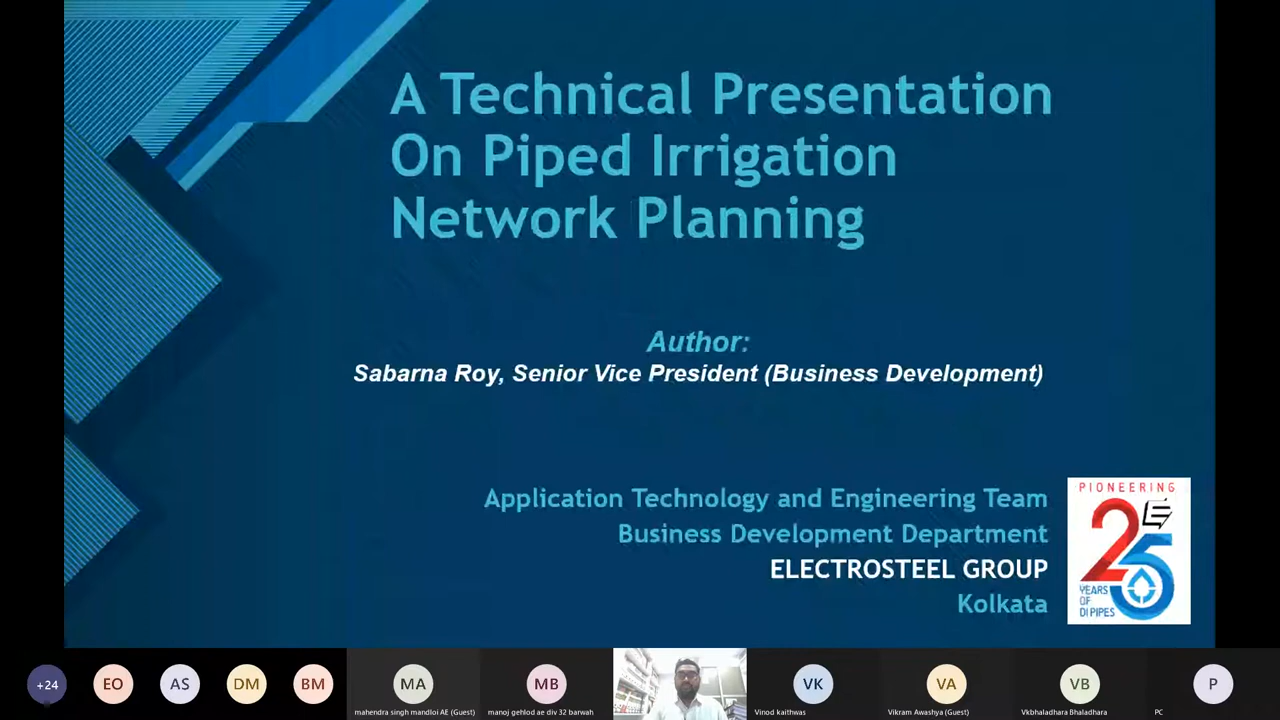 A Technical Presentation
On Piped Irrigation
Network Planning
Author:
Sabarna Roy, Senior Vice President (Business Development)
Application Technology and Engineering Team
Business Development Department
ELECTROSTEEL GROUP
Kolkata
PIONEERING
25
YEARS
OF
DI PIPES
+24
EO
AS
DM
BM
MA
MB
VK
VA
VB
P
mahendra singh mandloi AE (Guest)
manoj gehlod ae div 32 barwah
Vinod kaithwas
Vikram Awashya (Guest)
Vkbhaladhara Bhaladhara
PC